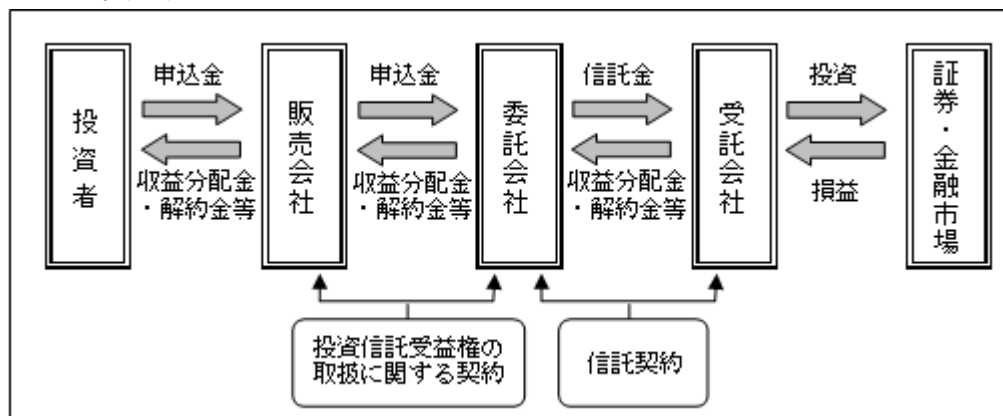 投資者
申込金
収益分配金
・解約金等
販売会社
申込金
収益分配金
・解約金等
委託会社
信託金
収益分配金
・解約金等
受託会社
投資
損益
証券・金融市場
投資信託受益権の
取扱に関する契約
信託契約